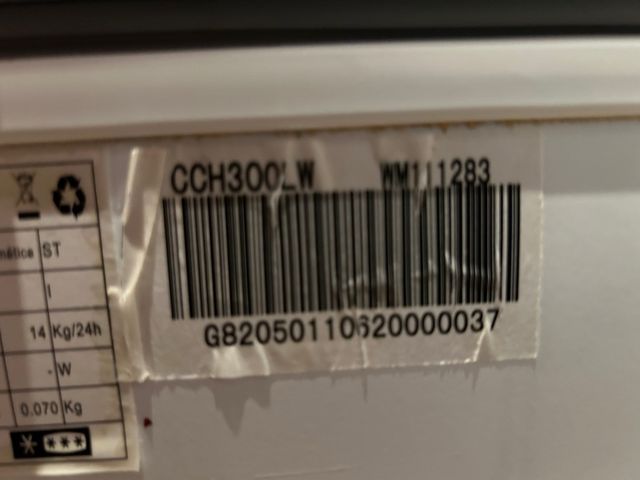 CCH300LW WM111283
G82050110620000037
ST
I
14 Kg/24h
- W
0.070 Kg